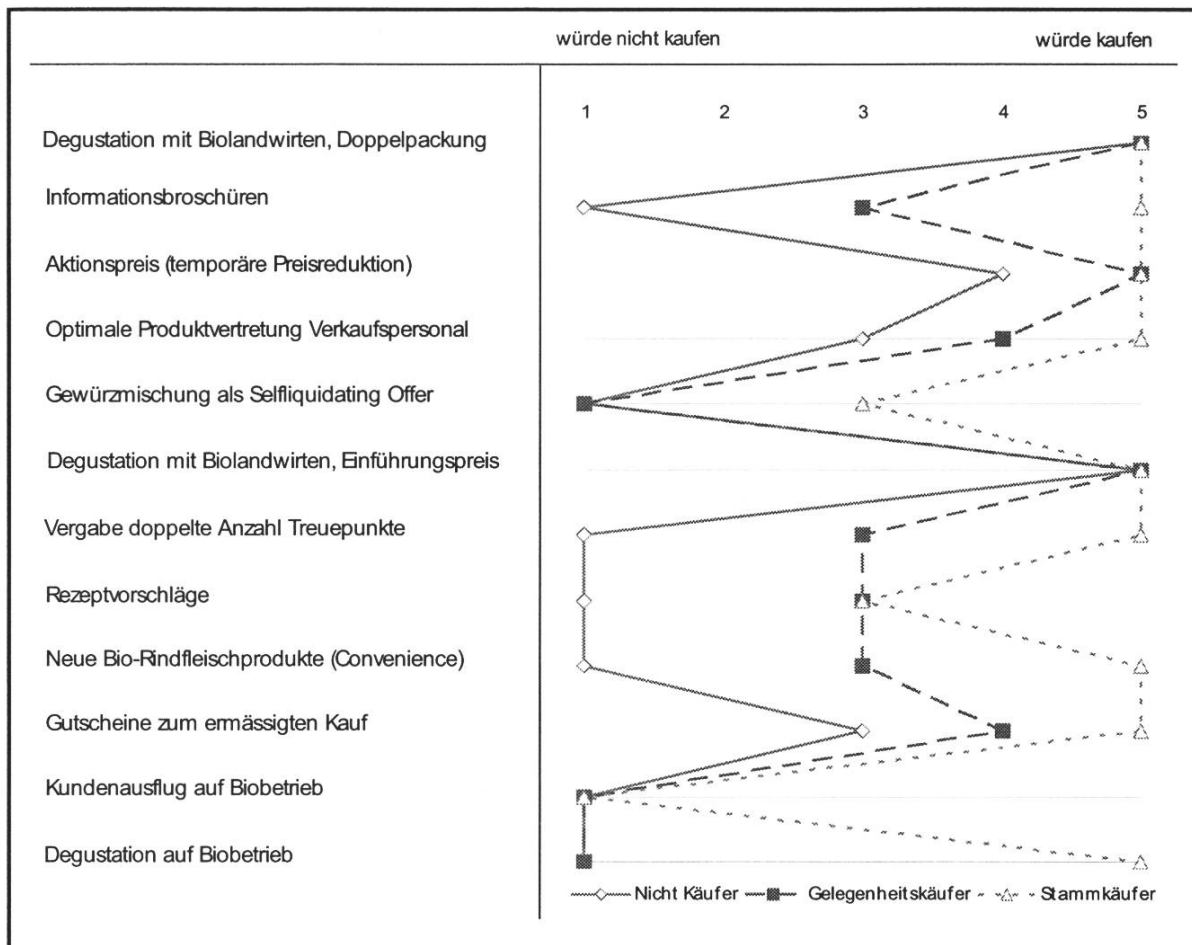 würde nicht kaufen würde kaufen
1 2 3 4 5
Degustation mit Biolandwirten, Doppelpackung
Informationsbroschüren
Aktionspreis (temporäre Preisreduktion)
Optimale Produktvertretung Verkaufspersonal
Gewürzmischung als Selfliquidating Offer
Degustation mit Biolandwirten, Einführungspreis
Vergabe doppelte Anzahl Treuepunkte
Rezeptvorschläge
Neue Bio-Rindfleischprodukte (Convenience)
Gutscheine zum ermässigten Kauf
Kundenausflug auf Biobetrieb
Degustation auf Biobetrieb
Nicht Käufer Gelegenheitskäufer Stammkäufer